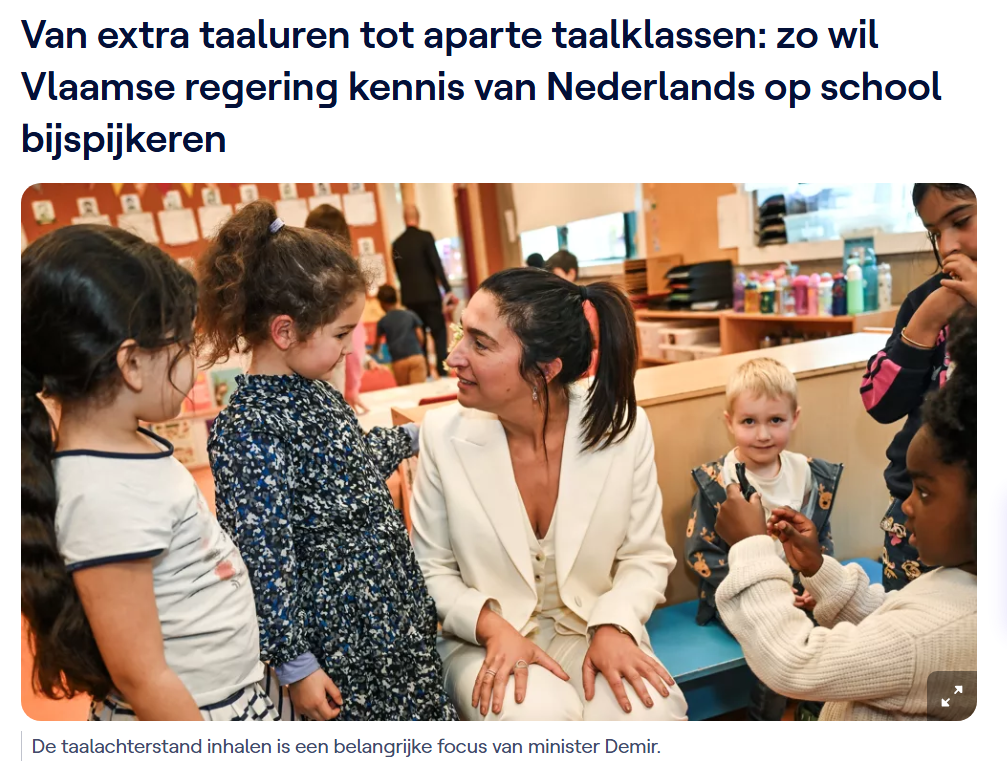 Van extra taaluren tot aparte taalklassen: zo wil
Vlaamse regering kennis van Nederlands op school
bijspijkeren
De taalachterstand inhalen is een belangrijke focus van minister Demir.